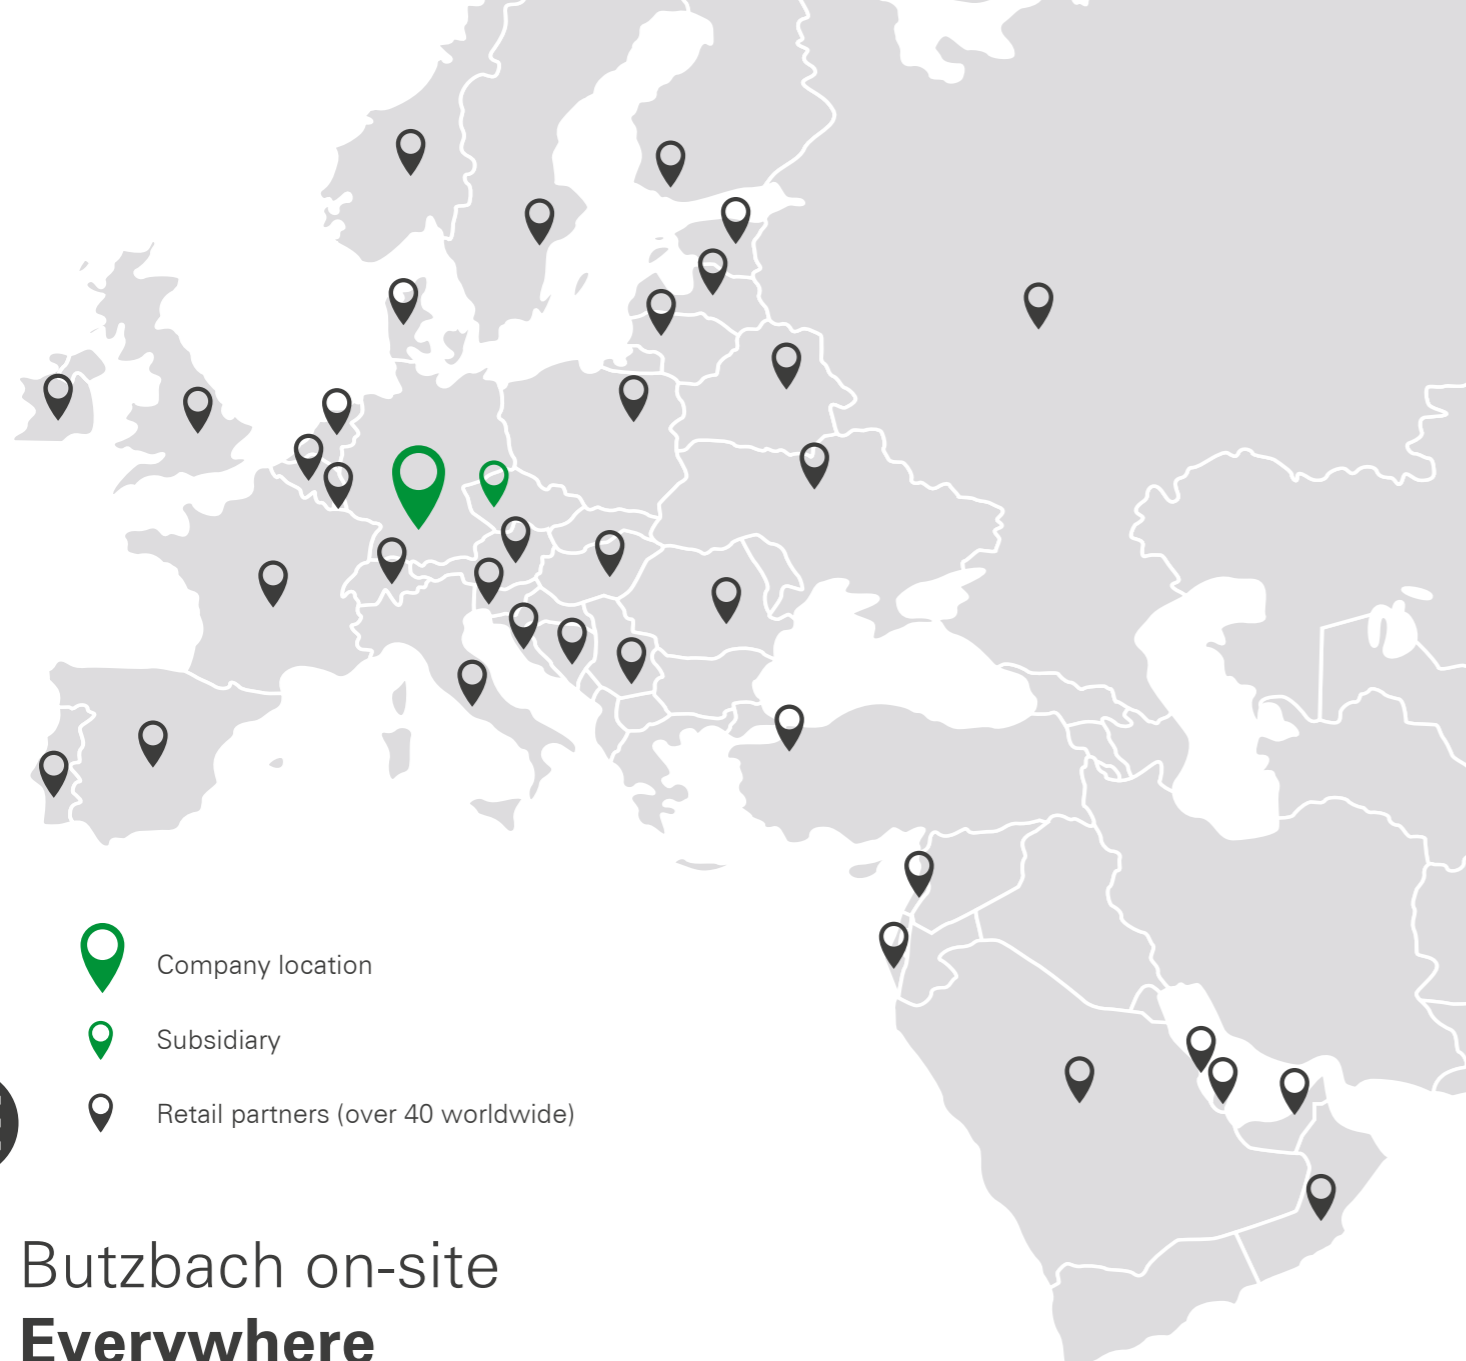 Company location
Subsidiary
Retail partners (over 40 worldwide)
Butzbach on-site
Everywhere